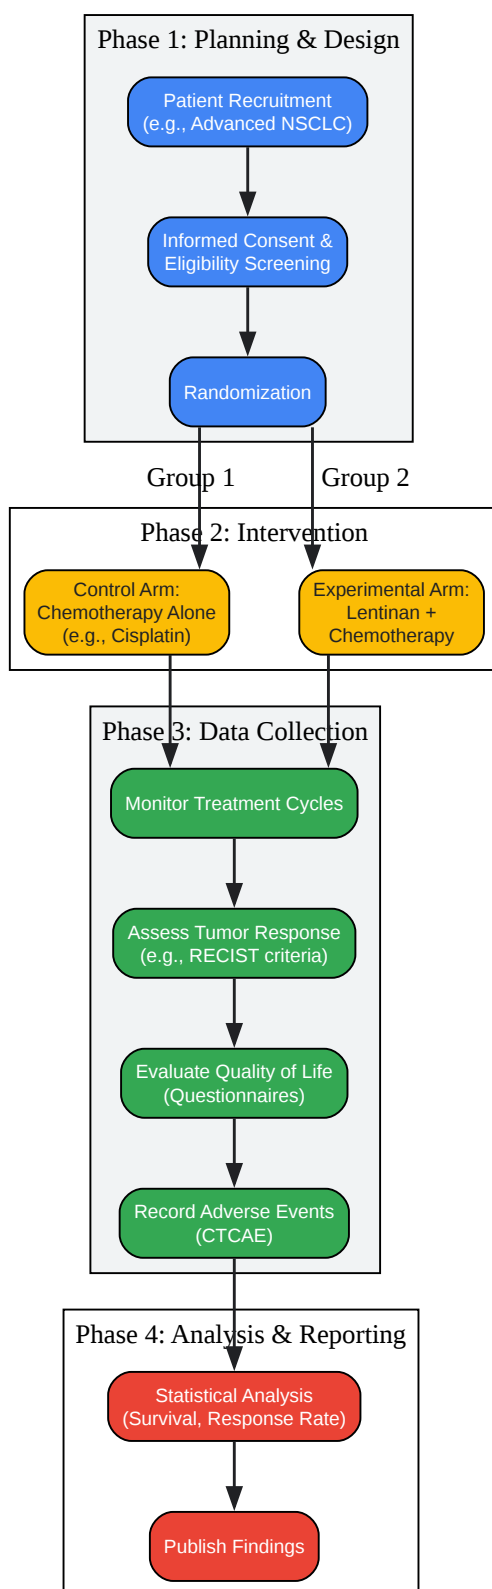 Phase 1: Planning & Design
Patient Recruitment
(e.g., Advanced NSCLC)
Informed Consent &
Eligibility Screening
Randomization
Group 1
Group 2
Phase 2: Intervention
Control Arm:
Chemotherapy Alone
(e.g., Cisplatin)
Experimental Arm:
Lentinan +
Chemotherapy
Phase 3: Data Collection
Monitor Treatment Cycles
Assess Tumor Response
(e.g., RECIST criteria)
Evaluate Quality of Life
(Questionnaires)
Record Adverse Events
(CTCAE)
Phase 4: Analysis & Reporting
Statistical Analysis
(Survival, Response Rate)
Publish Findings